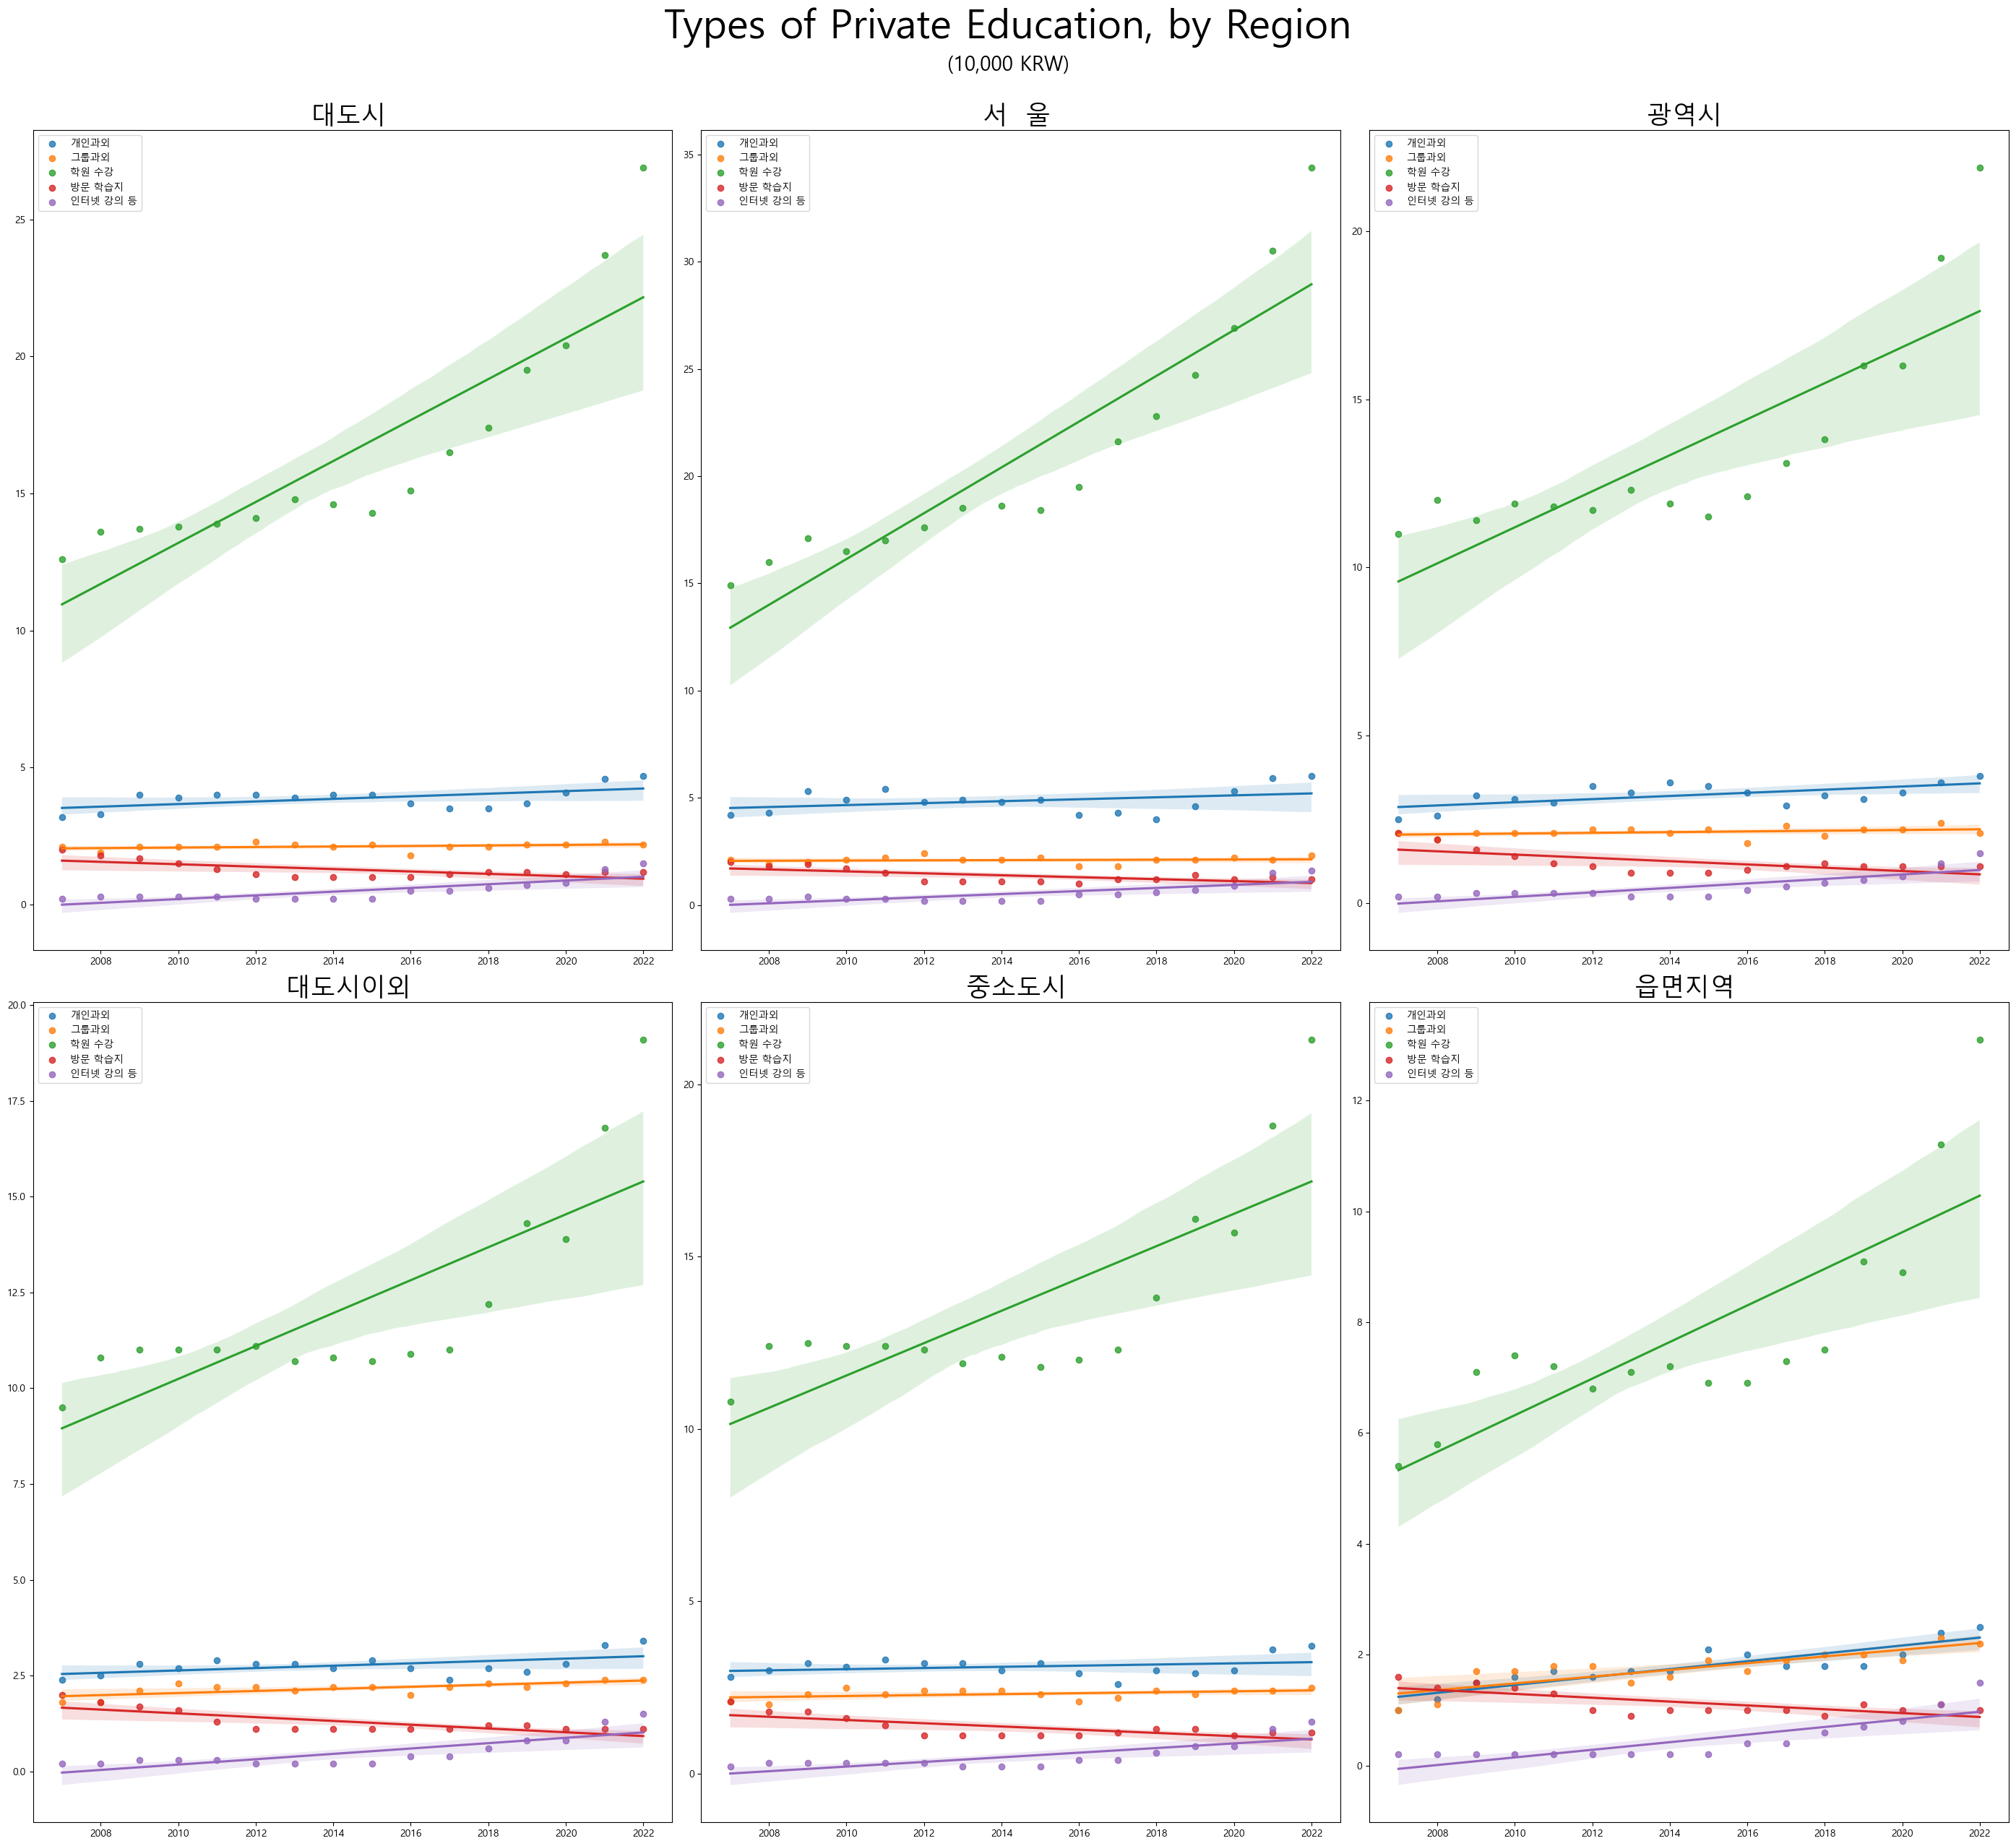 Types of Private Education, by Region
(10,000 KRW)
대도시
개인과외
그룹과외
학원 수강
방문 학습지
인터넷 강의 등
25
20
15
10
5
0
2008 2010 2012 2014 2016 2018 2020 2022
서 울
개인과외
그룹과외
학원 수강
방문 학습지
인터넷 강의 등
35
30
25
20
15
10
5
0
2008 2010 2012 2014 2016 2018 2020 2022
광역시
개인과외
그룹과외
학원 수강
방문 학습지
인터넷 강의 등
20
15
10
5
0
2008 2010 2012 2014 2016 2018 2020 2022
대도시이외
개인과외
그룹과외
학원 수강
방문 학습지
인터넷 강의 등
20.0
17.5
15.0
12.5
10.0
7.5
5.0
2.5
0.0
2008 2010 2012 2014 2016 2018 2020 2022
중소도시
개인과외
그룹과외
학원 수강
방문 학습지
인터넷 강의 등
20
15
10
5
0
2008 2010 2012 2014 2016 2018 2020 2022
읍면지역
개인과외
그룹과외
학원 수강
방문 학습지
인터넷 강의 등
12
10
8
6
4
2
0
2008 2010 2012 2014 2016 2018 2020 2022